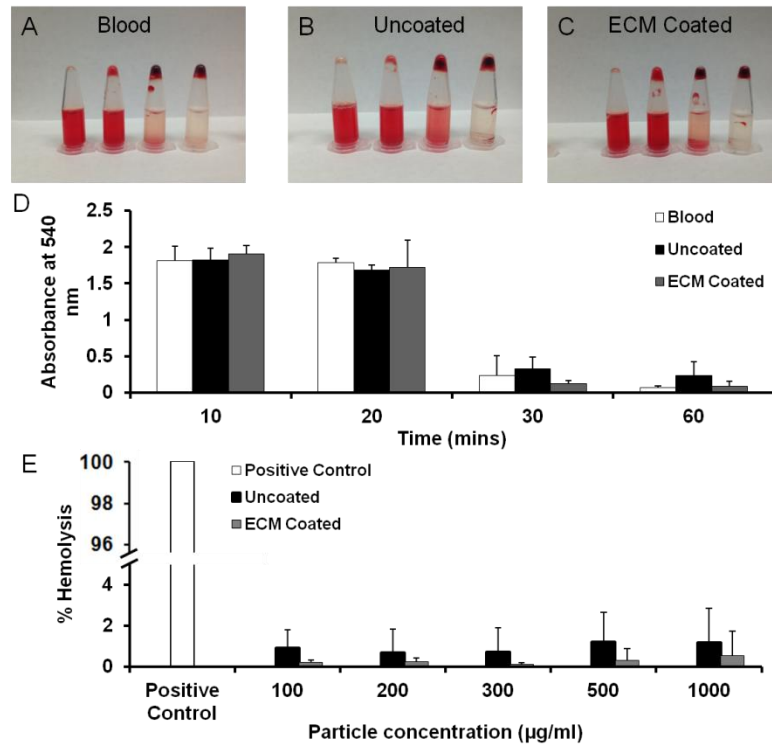 A Blood
B Uncoated
C ECM Coated
D
2.5
2
1.5
1
0.5
0
Absorbance at 540
nm
Blood
Uncoated
ECM Coated
10 20 30 60
Time (mins)
E
100
98
96
4
2
0
% Hemolysis
Positive Control
Uncoated
ECM Coated
Positive
Control
100 200 300 500 1000
Particle concentration (µg/ml)